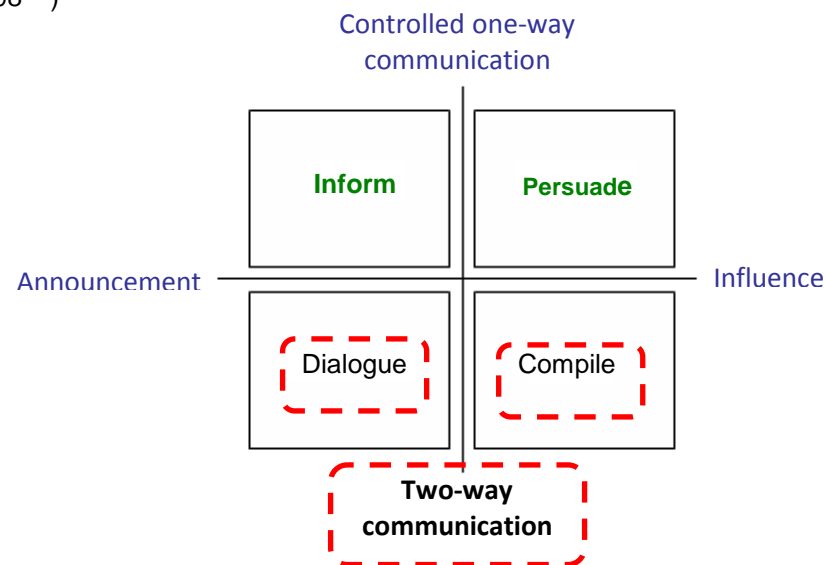 Controlled one-way
communication
Inform
Persuade
Announcement
Influence
Dialogue
Compile
Two-way
communication